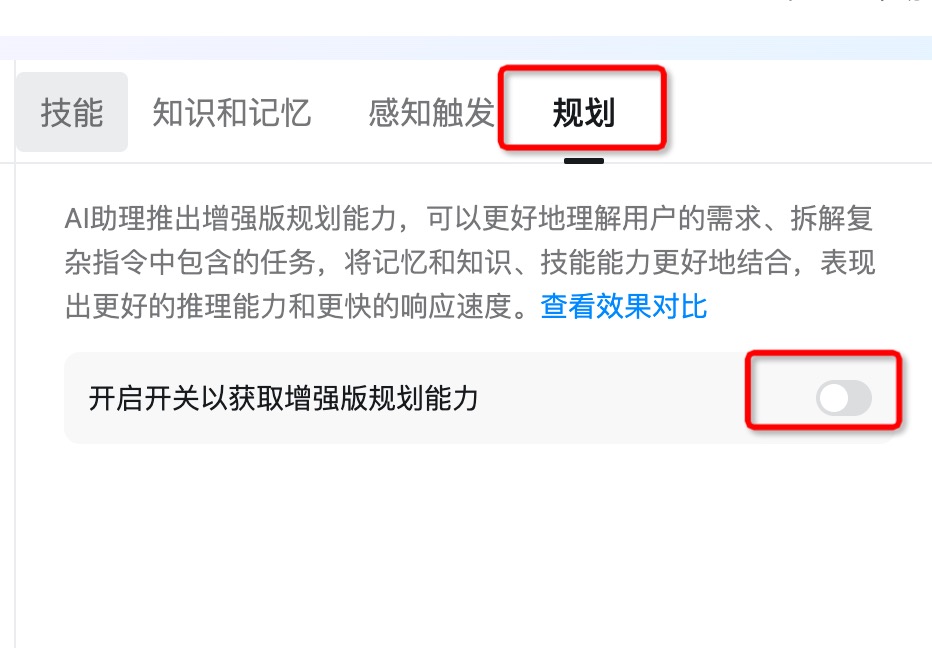 技能 知识和记忆 感知触发 规划
AI助理推出增强版规划能力，可以更好地理解用户的需求、拆解复
杂指令中包含的任务，将记忆和知识、技能能力更好地结合，表现
出更好的推理能力和更快的响应速度。查看效果对比
开启开关以获取增强版规划能力